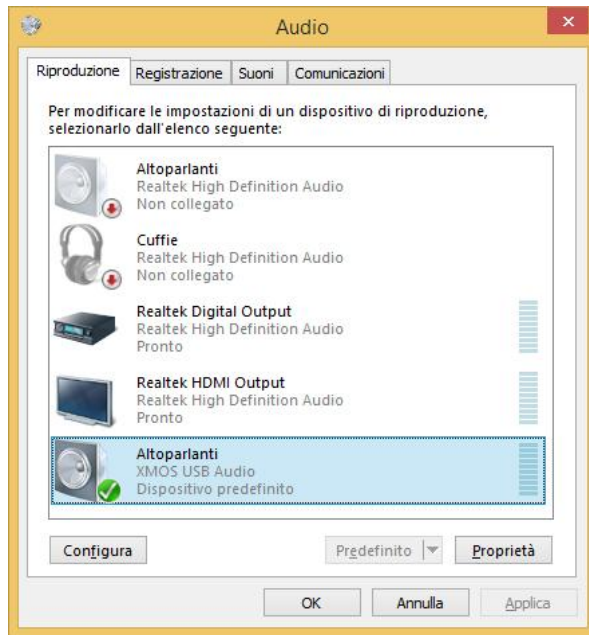 Audio
Riproduzione Registrazione Suoni Comunicazioni
Per modificare le impostazioni di un dispositivo di riproduzione,
selezionarlo dall'elenco seguente:
Altoparlanti
Realtek High Definition Audio
Non collegato
Cuffie
Realtek High Definition Audio
Non collegato
Realtek Digital Output
Realtek High Definition Audio
Pronto
Realtek HDMI Output
Realtek High Definition Audio
Pronto
Altoparlanti
XMOS USB Audio
Dispositivo predefinito
Configura Predefinito Proprietà
OK Annulla Applica